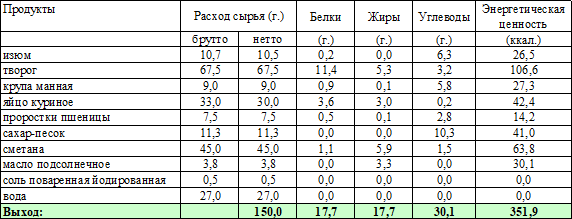 Продукты Расход сырья (г.) Белки Жиры Углеводы Энергетическая ценность
брутто нетто (г.) (г.) (г.) (ккал.)
изюм 10,7 10,5 0,2 0,0 6,3 26,5
творог 67,5 67,5 11,4 5,3 3,2 106,6
крупа манная 9,0 9,0 0,9 0,1 5,8 27,3
яйцо куриное 33,0 30,0 3,6 3,0 0,2 42,4
проростки пшеницы 7,5 7,5 0,5 0,1 2,8 14,2
сахар-песок 11,3 11,3 0,0 0,0 10,3 41,0
сметана 45,0 45,0 1,1 5,9 1,5 63,8
масло подсолнечное 3,8 3,8 0,0 3,3 0,0 30,1
соль поваренная йодированная 0,5 0,5 0,0 0,0 0,0 0,0
вода 27,0 27,0 0,0 0,0 0,0 0,0
Выход: 150,0 17,7 17,7 30,1 351,9